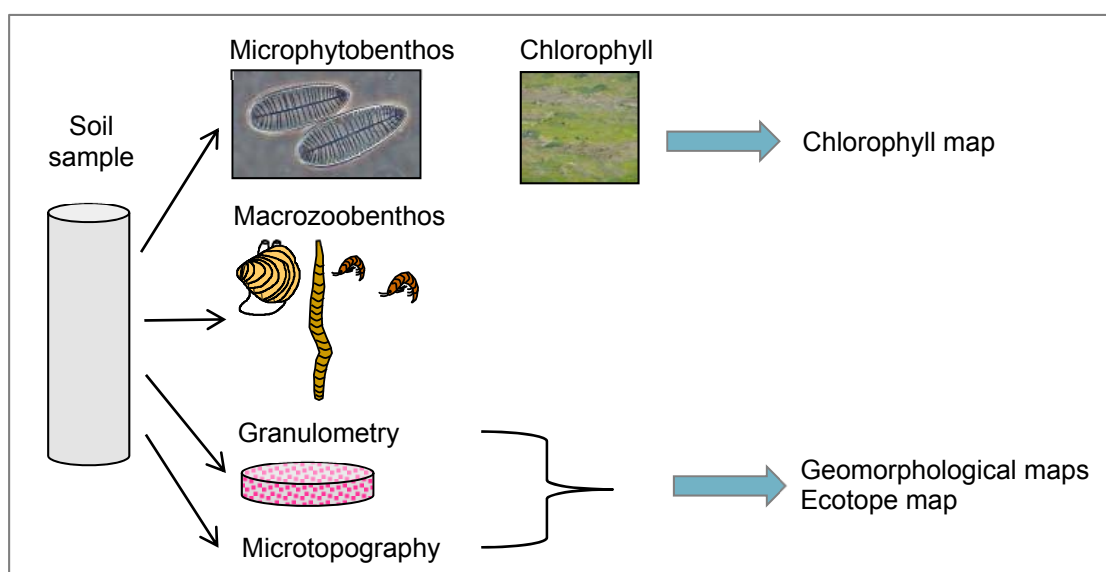 Microphytobenthos
Chlorophyll
Soil
sample
Chlorophyll map
Macrozoobenthos
Granulometry
Geomorphological maps
Ecotope map
Microtopography